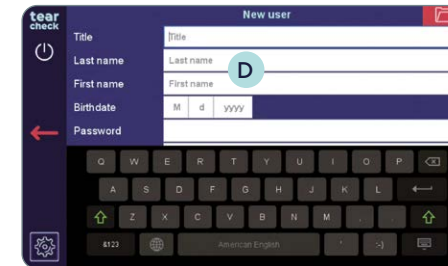 tear
check
New user
Title
Title
Last name
Last name
D
First name
First name
Birthdate
M d yyyy
Password
Q W E R T Y U I O P
A S D F G H J K L
Z X C V B N M .
&123 American English ' :-)